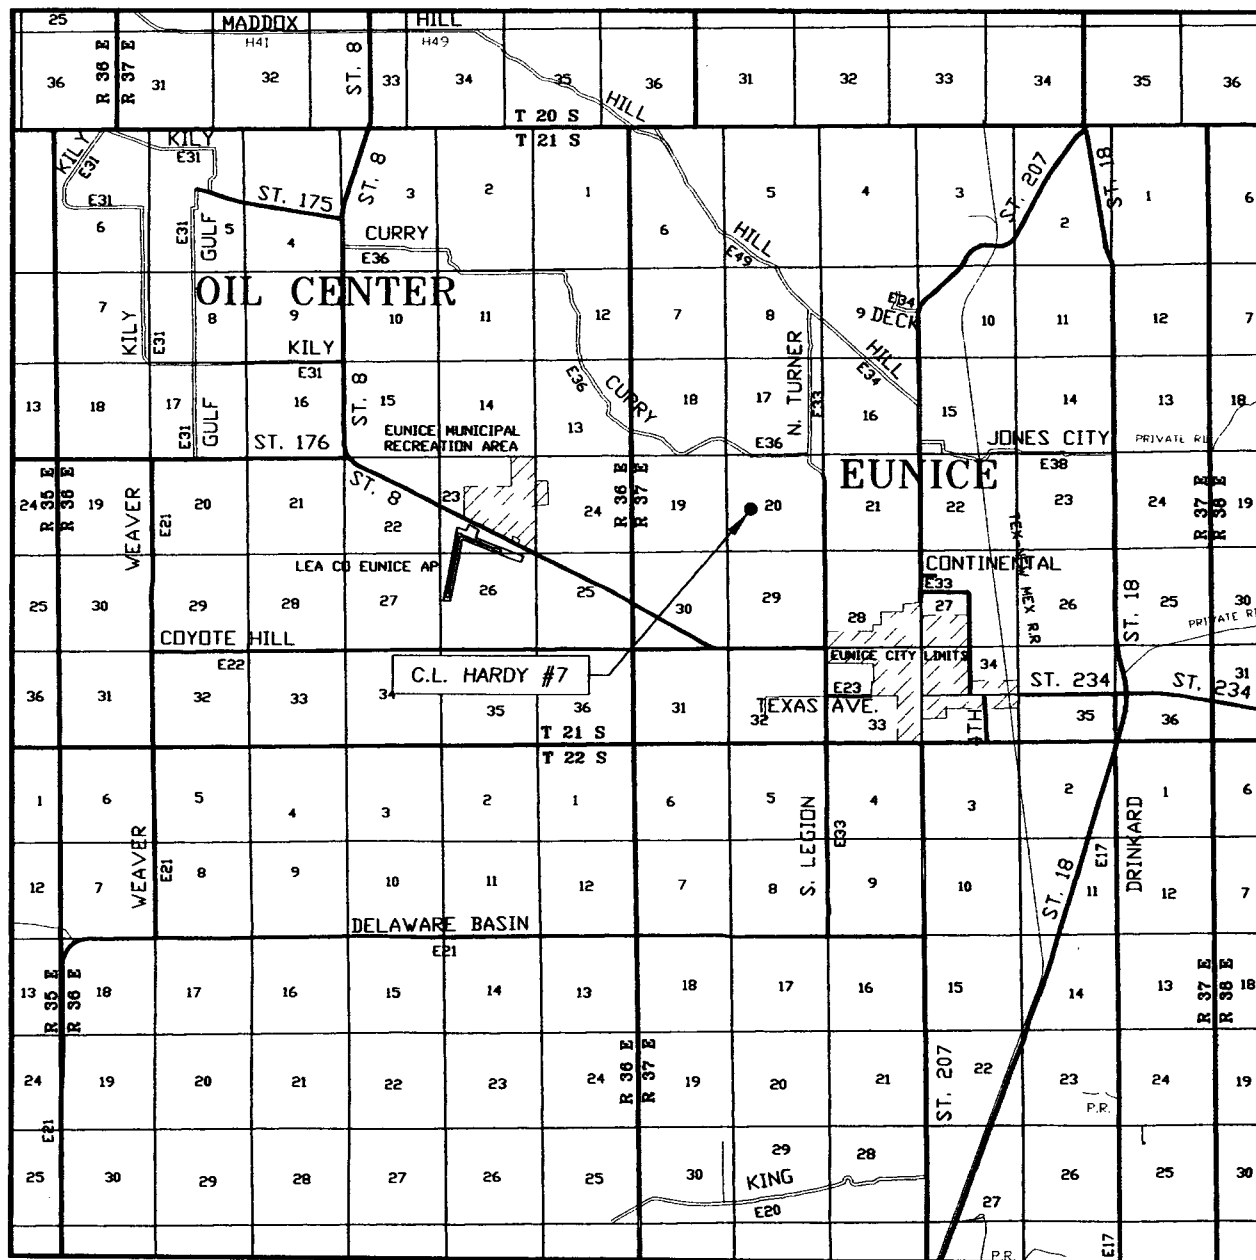 25 MADDOX HILL
H41 H49
36 R 36 E R 37 E 31 32 ST. 8 33 34 35 36 31 32 33 34 35 36
HILL
T 20 S
T 21 S
KILY KILY ST. 8 ST. 207 ST. 18
E31 E31
ST. 175 3 2 1 5 4 3 1
E31 6 6
6 E31 GULF 5 4 CURRY 6 HILL 2
E36 E49
OIL CENTER
7 8 9 10 11 12 7 8 9 DECK E34 10 11 12 7
KILY E31 KILY N. TURNER HILL
E31 E36 E34
13 18 17 16 ST. 8 15 14 CURRY 18 17 E33 16 15 14 13 18
E31 GULF ST. 176 EUNICE MUNICIPAL 13 E36 JONES CITY PRIVATE RD
RECREATION AREA E38
EUNICE
24 R 35 E R 36 E 19 WEAVER E21 20 21 ST. 8 22 23 24 R 36 E R 37 E 19 20 21 22 23 24 R 37 E R 38 E 19
TEX-NEW MEX R.R
LEA CO EUNICE AP CONTINENTAL
E33
25 30 29 28 27 26 25 30 29 28 27 26 ST. 18 25 30
COYOTE HILL PRIVATE RD
E22 EUNICE CITY LIMITS
C.L. HARDY #7 34 31
36 31 32 33 34 35 36 31 32 E23 33 ST. 234 ST. 234
TEXAS AVE. 4TH 35 36
T 21 S
T 22 S
1 6 5 4 3 2 1 6 5 S. LEGION 4 3 2 1 6
WEAVER E21 E33 E17 DRINKARD
12 7 8 9 10 11 12 7 8 9 10 ST. 18 11 12 7
DELAWARE BASIN
E21
13 R 35 E R 36 E 18 17 16 15 14 13 18 17 16 15 14 13 R 37 E R 38 E 18
24 19 20 21 22 23 24 R 36 E R 37 E 19 20 21 ST. 207 22 23 24 19
P.R.
E21
25 30 29 28 27 26 25 30 29 28 26 25 30
KING
E20 27
P.R. E17